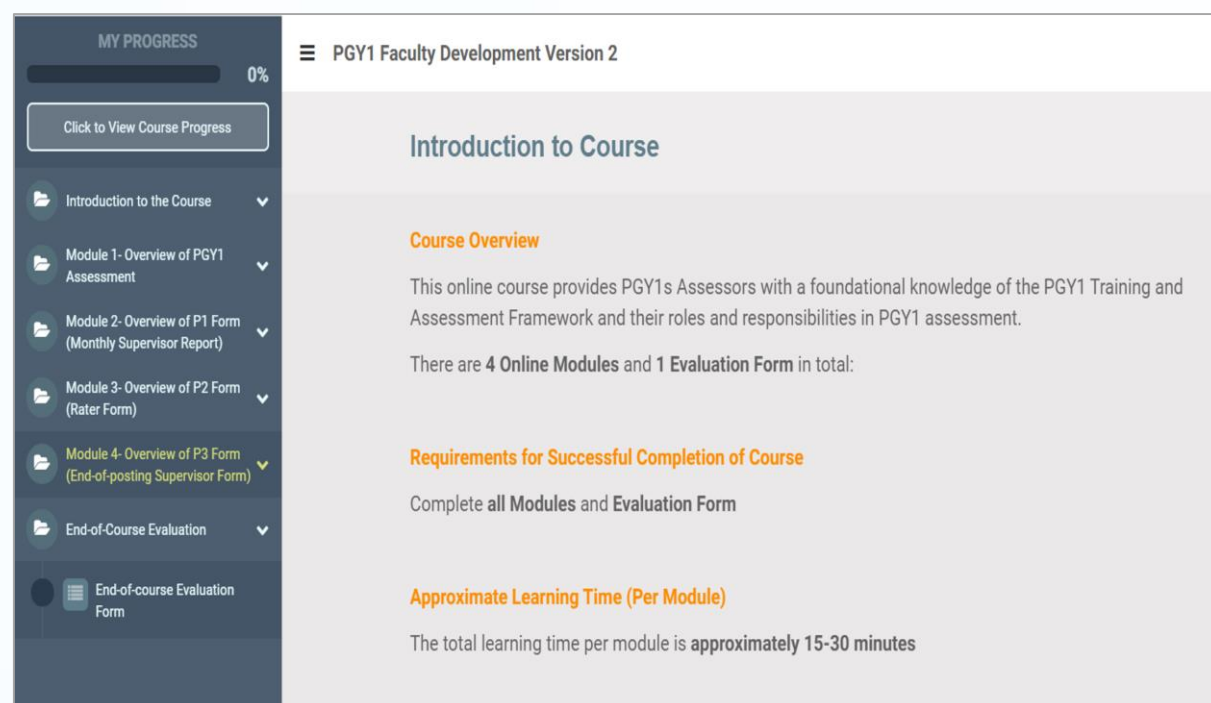 MY PROGRESS
0%
Click to View Course Progress
Introduction to the Course
Module 1- Overview of PGY1
Assessment
Module 2- Overview of P1 Form
(Monthly Supervisor Report)
Module 3- Overview of P2 Form
(Rater Form)
Module 4- Overview of P3 Form
(End-of-posting Supervisor Form)
End-of-Course Evaluation
End-of-course Evaluation
Form
PGY1 Faculty Development Version 2
Introduction to Course
Course Overview
This online course provides PGY1s Assessors with a foundational knowledge of the PGY1 Training and
Assessment Framework and their roles and responsibilities in PGY1 assessment.
There are 4 Online Modules and 1 Evaluation Form in total:
Requirements for Successful Completion of Course
Complete all Modules and Evaluation Form
Approximate Learning Time (Per Module)
The total learning time per module is approximately 15-30 minutes